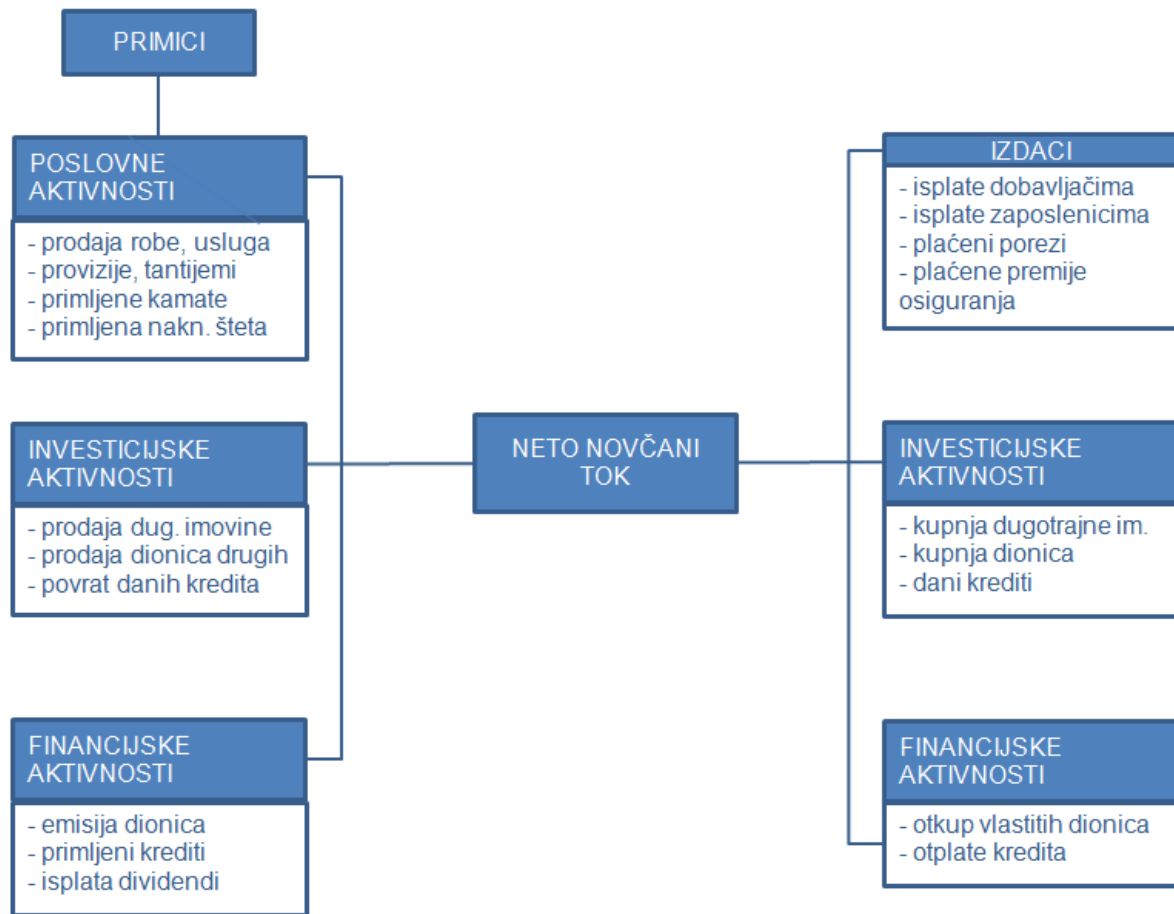 PRIMICI
POSLOVNE
AKTIVNOSTI
- prodaja robe, usluga
- provizije, tantijemi
- primljene kamate
- primljena nakn. šteta
INVESTICIJSKE
AKTIVNOSTI
- prodaja dug. imovine
- prodaja dionica drugih
- povrat danih kredita
FINANCIJSKE
AKTIVNOSTI
- emisija dionica
- primljeni krediti
- isplata dividendi
NETO NOVČANI
TOK
IZDACI
- isplate dobavljačima
- isplate zaposlenicima
- plaćeni porezi
- plaćene premije
osiguranja
INVESTICIJSKE
AKTIVNOSTI
- kupnja dugotrajne im.
- kupnja dionica
- dani krediti
FINANCIJSKE
AKTIVNOSTI
- otkup vlastitih dionica
- otplate kredita